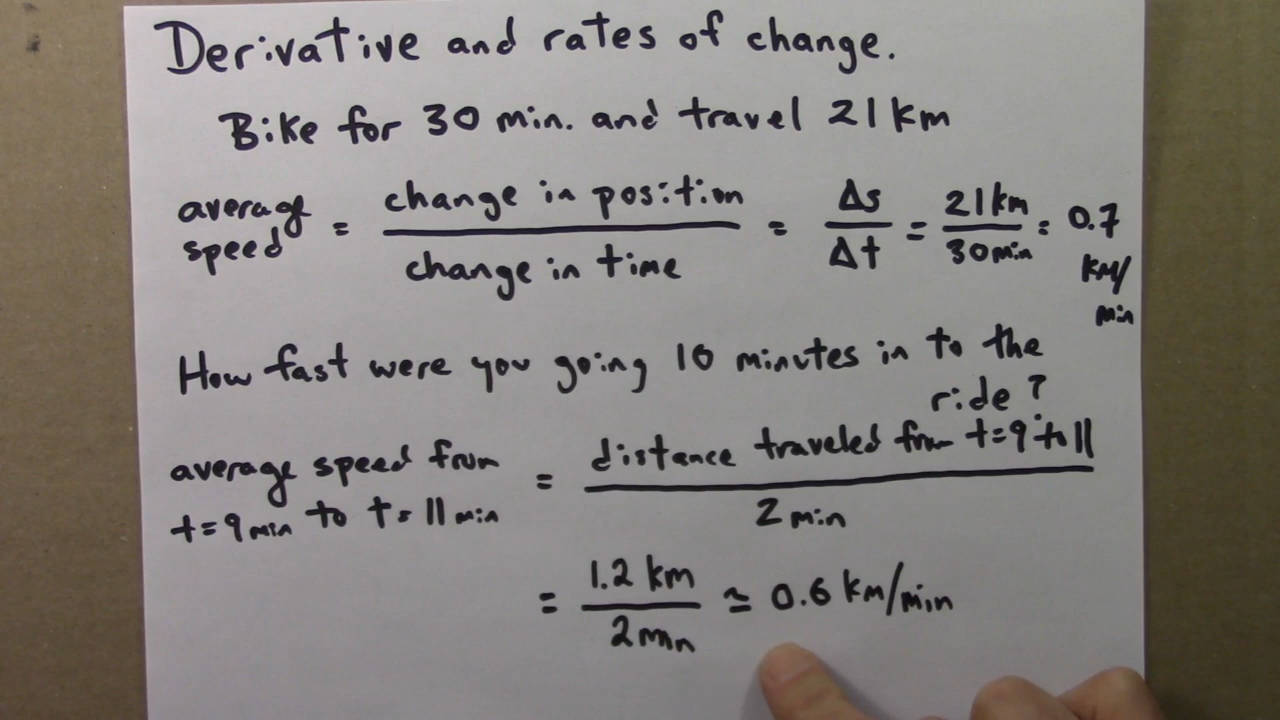 Derivative and rates of change.
Bike for 30 min. and travel 21 km
average speed = change in position / change in time = Δs / Δt = 21 km / 30 min = 0.7 km/min
How fast were you going 10 minutes in to the
ride?
average speed from t=9 min to t=11 min = distance traveled from t=9 to 11 / 2 min
= 1.2 km / 2 min ≃ 0.6 km/min